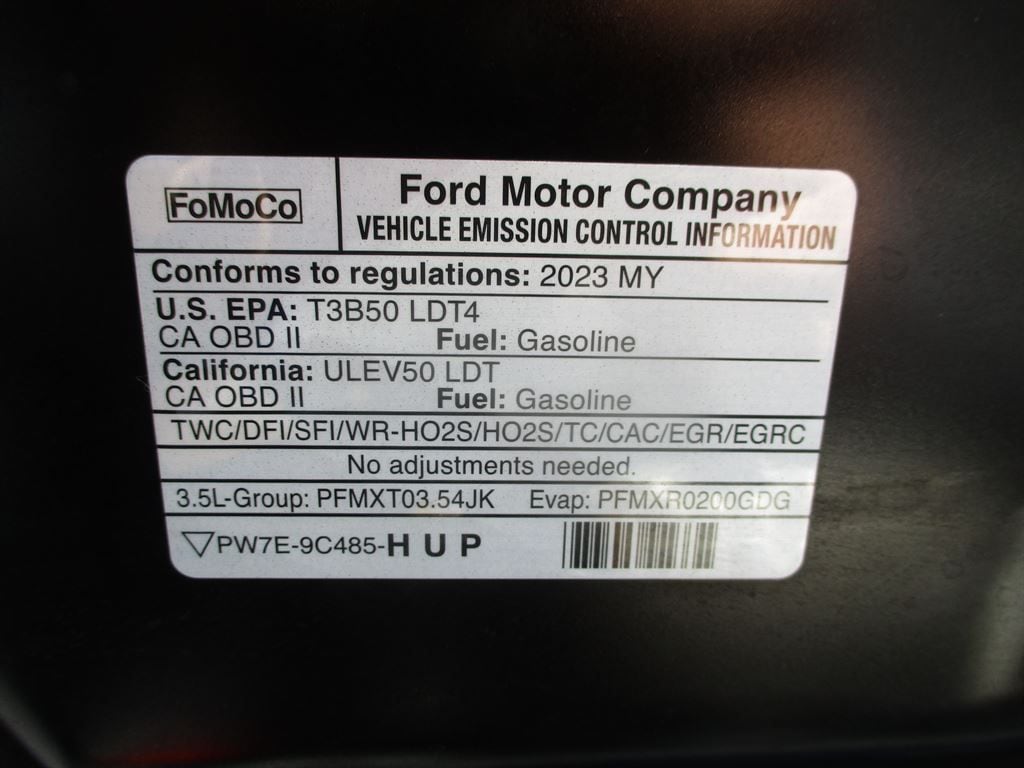 FoMoCo
Ford Motor Company
VEHICLE EMISSION CONTROL INFORMATION
Conforms to regulations: 2023 MY
U.S. EPA: T3B50 LDT4
CA OBD II Fuel: Gasoline
California: ULEV50 LDT
CA OBD II Fuel: Gasoline
TWC/DFI/SFI/WR-HO2S/HO2S/TC/CAC/EGR/EGRC
No adjustments needed.
3.5L-Group: PFMXT03.54JK Evap: PFMXR0200GDG
PW7E-9C485-H U P